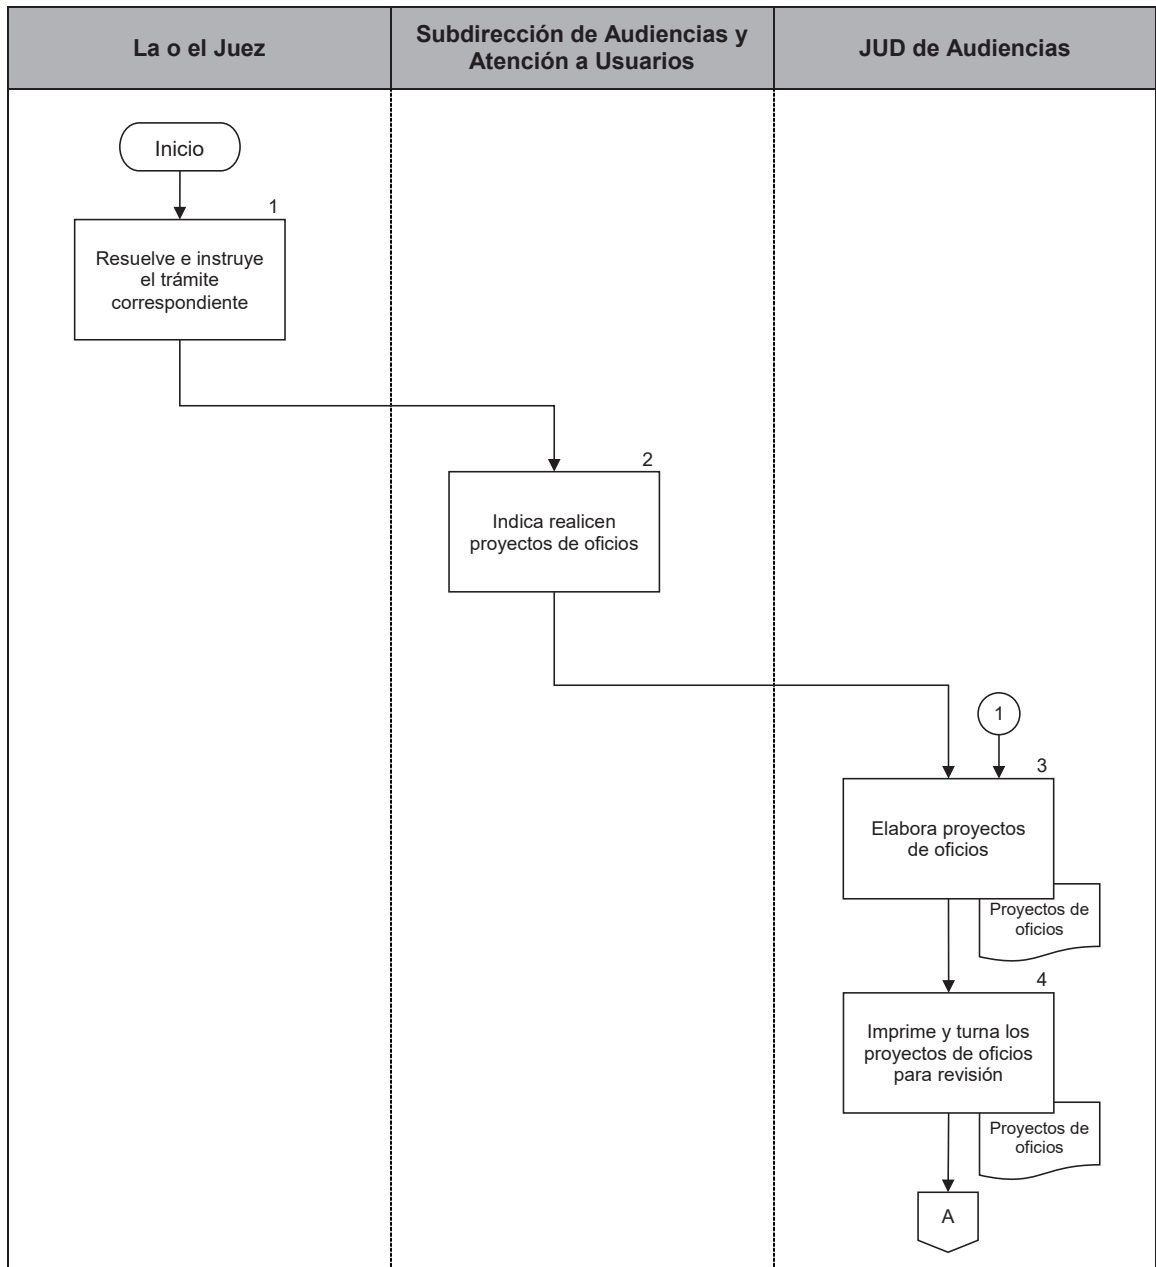 La o el Juez
Subdirección de Audiencias y
Atención a Usuarios
JUD de Audiencias
Inicio
1
Resuelve e instruye
el trámite
correspondiente
2
Indica realicen
proyectos de oficios
1
3
Elabora proyectos
de oficios
Proyectos de
oficios
4
Imprime y turna los
proyectos de oficios
para revisión
Proyectos de
oficios
A